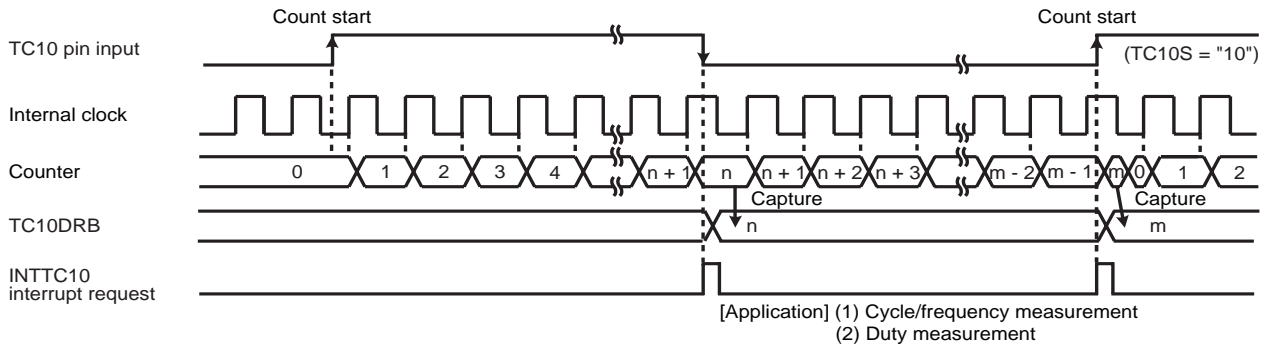 Count start Count start
TC10 pin input (TC10S = "10")
Internal clock
Counter 0 1 2 3 4 n + 1 n n + 1 n + 2 n + 3 m - 2 m - 1 m 0 1 2
Capture Capture
TC10DRB n m
INTTC10
interrupt request
[Application] (1) Cycle/frequency measurement
(2) Duty measurement